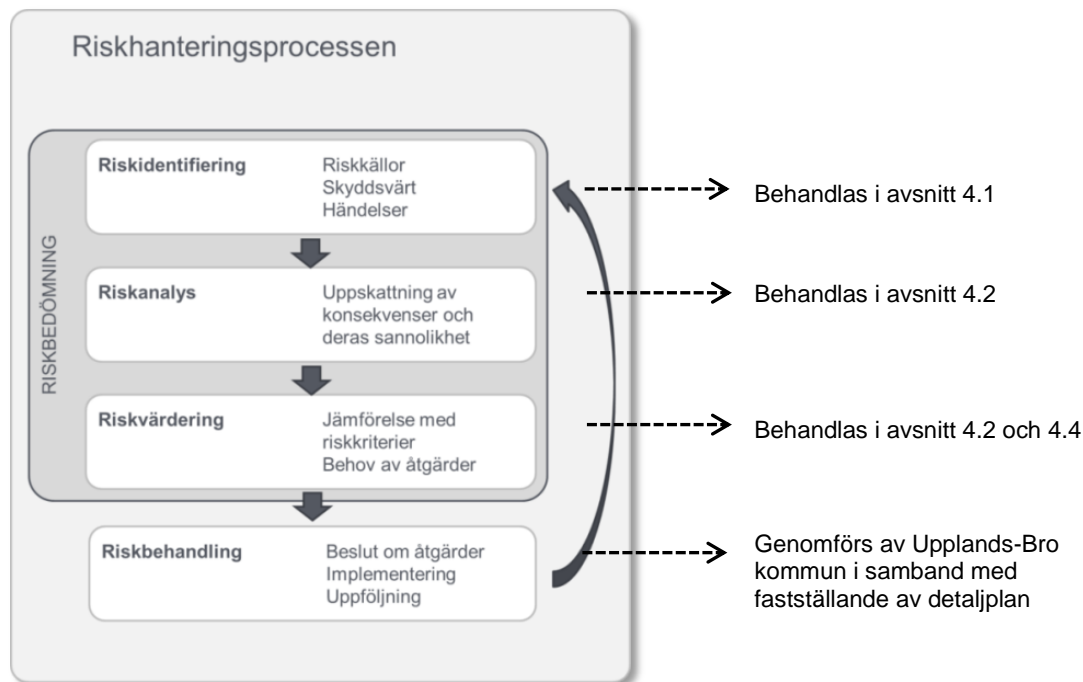 Riskhanteringsprocessen
RISKBEDÖMNING
Riskidentifiering
Riskkällor
Skyddsvärt
Händelser
Behandlas i avsnitt 4.1
Riskanalys
Uppskattning av
konsekvenser och
deras sannolikhet
Behandlas i avsnitt 4.2
Riskvärdering
Jämförelse med
riskkriterier
Behov av åtgärder
Behandlas i avsnitt 4.2 och 4.4
Riskbehandling
Beslut om åtgärder
Implementering
Uppföljning
Genomförs av Upplands-Bro
kommun i samband med
fastställande av detaljplan